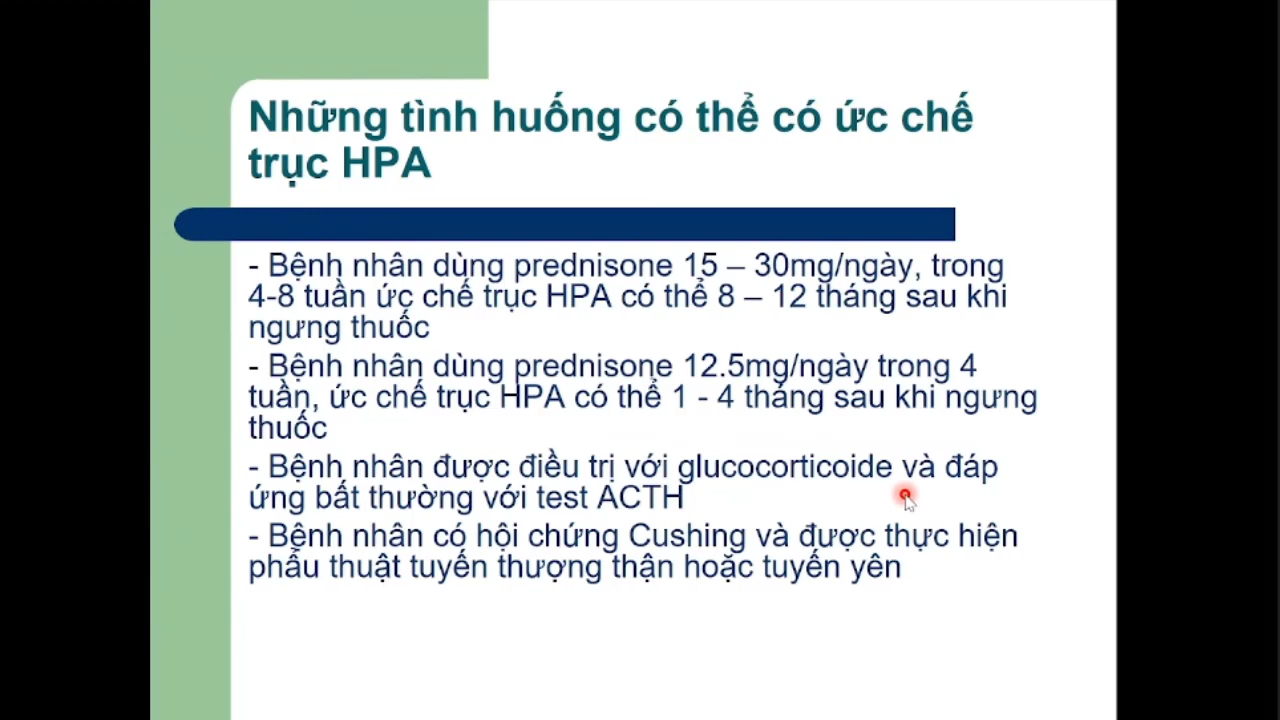 Những tình huống có thể có ức chế
trục HPA
- Bệnh nhân dùng prednisone 15 – 30mg/ngày, trong
4-8 tuần ức chế trục HPA có thể 8 – 12 tháng sau khi
ngưng thuốc
- Bệnh nhân dùng prednisone 12.5mg/ngày trong 4
tuần, ức chế trục HPA có thể 1 - 4 tháng sau khi ngưng
thuốc
- Bệnh nhân được điều trị với glucocorticoide và đáp
ứng bất thường với test ACTH
- Bệnh nhân có hội chứng Cushing và được thực hiện
phẩu thuật tuyến thượng thận hoặc tuyến yên